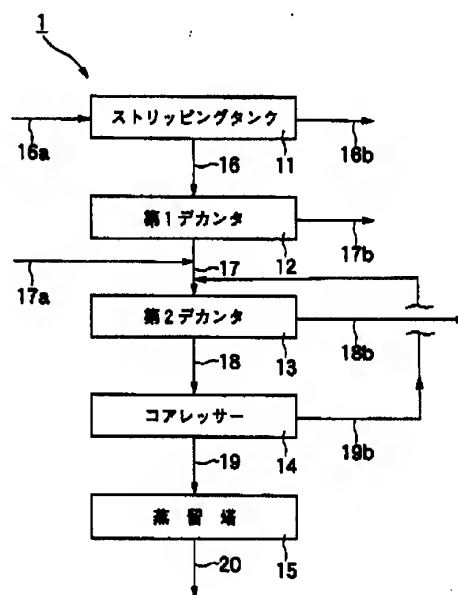 1
ストリッピングタンク
16a
16b
16
11
第1デカンタ
17b
17
12
17a
第2デカンタ
18b
18
13
コアレッサー
19b
19
14
蒸留塔
20
15